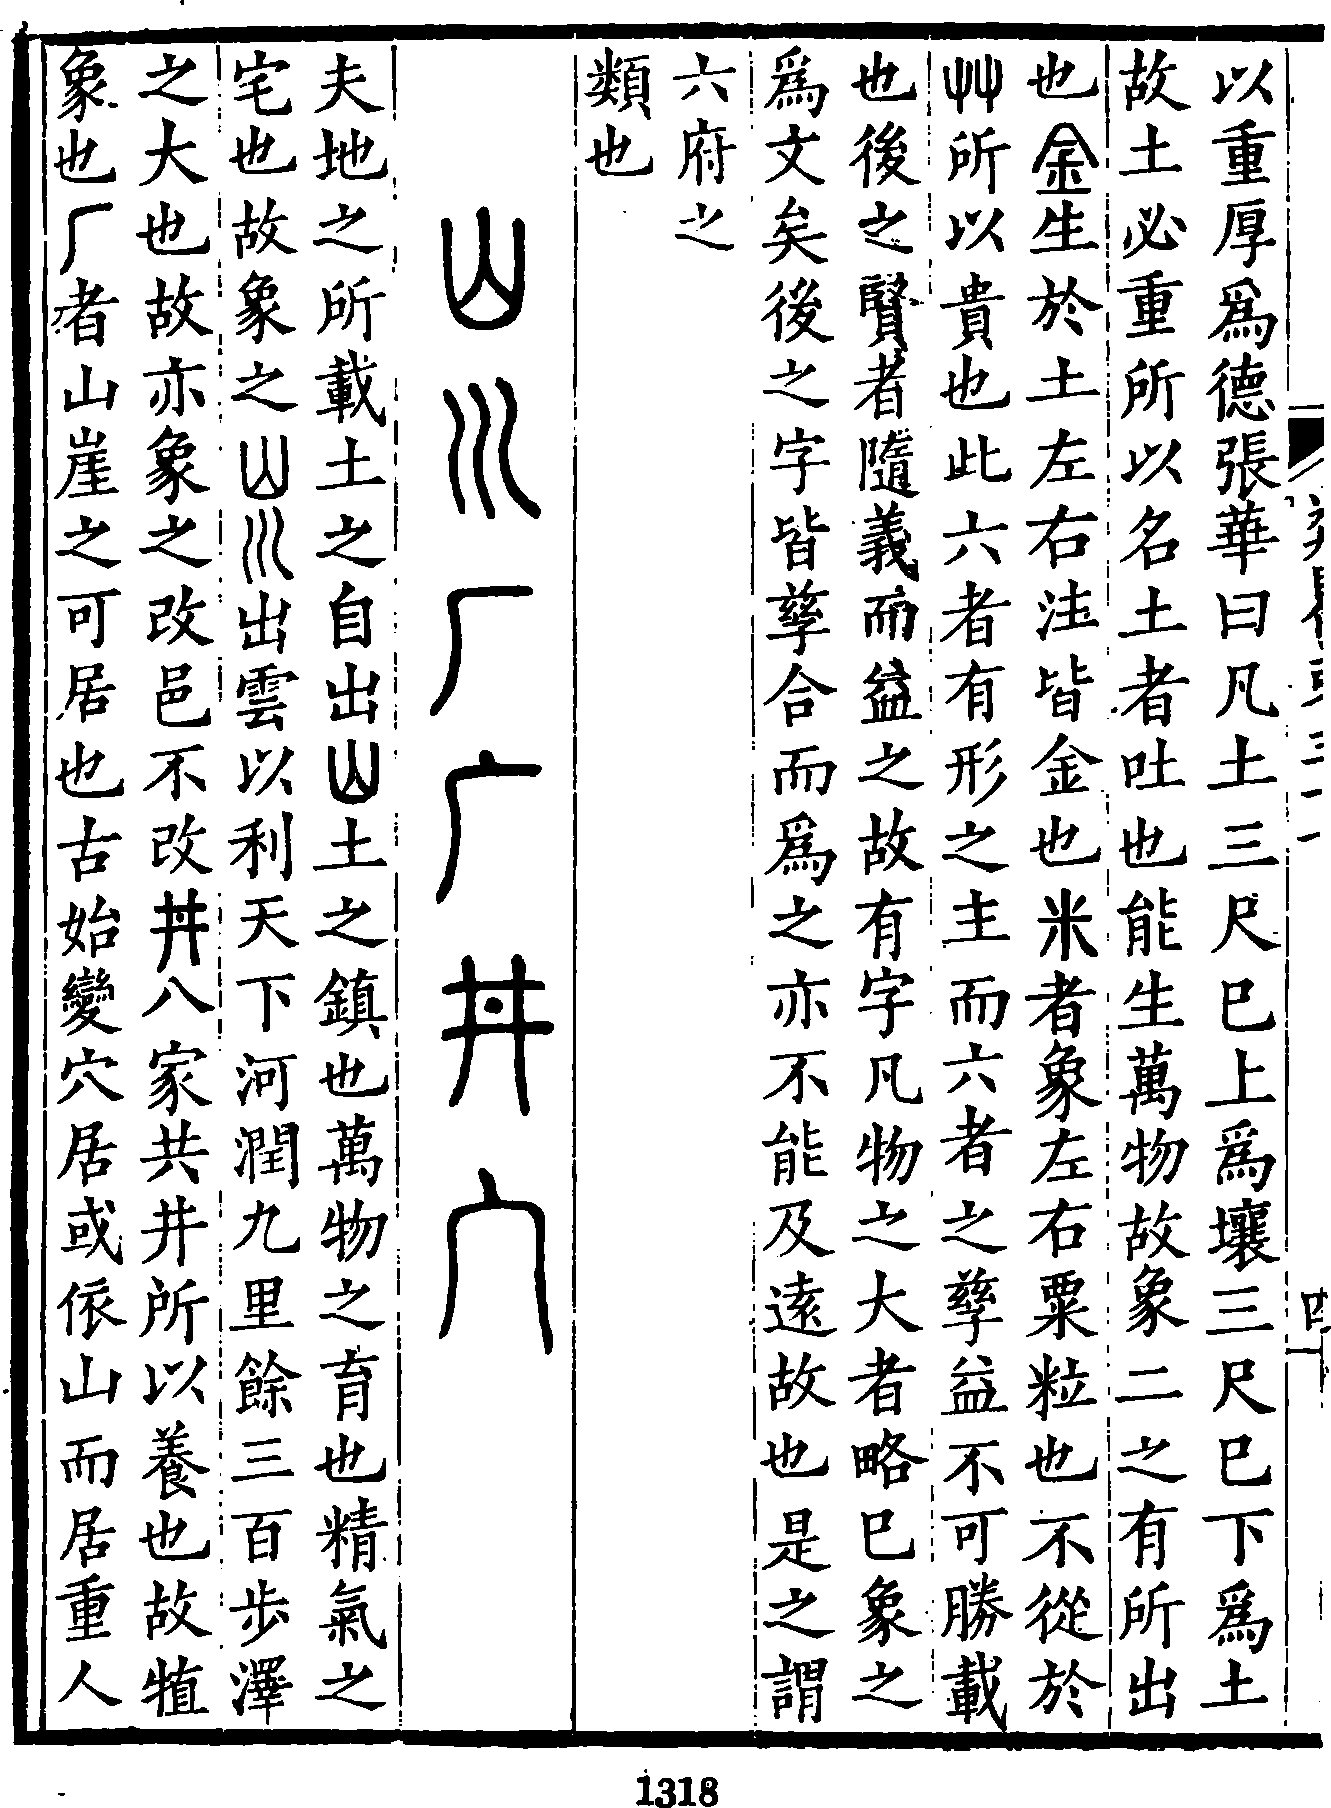 以重厚爲德張華曰凡土三尺巳上爲壤三尺巳下爲土
故土必重所以名土者吐也能生萬物故象二之有所出
也金生於土左右注皆金也米者象左右粟粒也不從於
艸所以貴也此六者有形之主而六者之孳益不可勝載
也後之賢者隨義而益之故有字凡物之大者略巳象之
爲文矣後之字皆孳合而爲之亦不能及遠故也是之謂
六府之
類也
山川厂广丼宀
夫地之所載土之自出山土之鎮也萬物之育也精氣之
宅也故象之山川出雲以利天下河潤九里餘三百步澤
之大也故亦象之改邑不改丼八家共井所以養也故植
象也厂者山崖之可居也古始變穴居或依山而居重人
四
1318